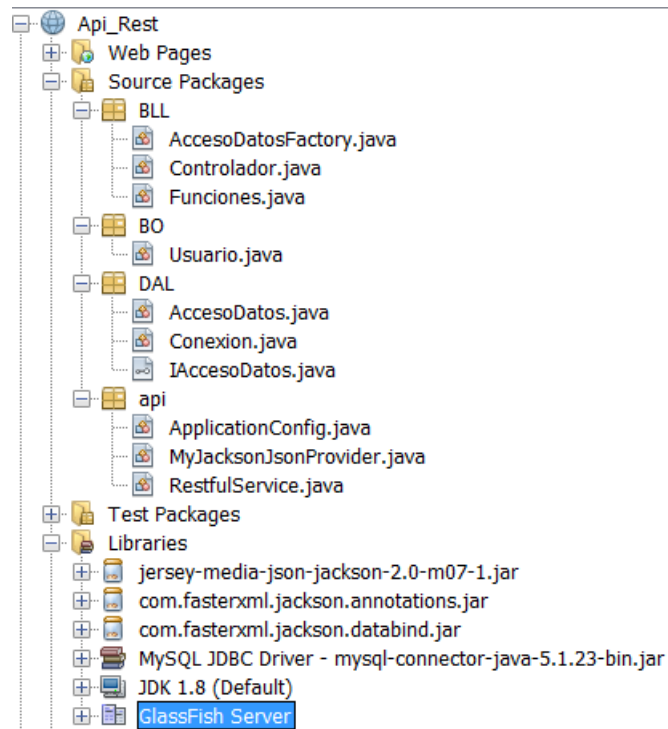 Api_Rest
Web Pages
Source Packages
BLL
AccesoDatosFactory.java
Controlador.java
Funciones.java
BO
Usuario.java
DAL
AccesoDatos.java
Conexion.java
IAccesoDatos.java
api
ApplicationConfig.java
MyJacksonJsonProvider.java
RestfulService.java
Test Packages
Libraries
jersey-media-json-jackson-2.0-m07-1.jar
com.fasterxml.jackson.annotations.jar
com.fasterxml.jackson.databind.jar
MySQL JDBC Driver - mysql-connector-java-5.1.23-bin.jar
JDK 1.8 (Default)
GlassFish Server